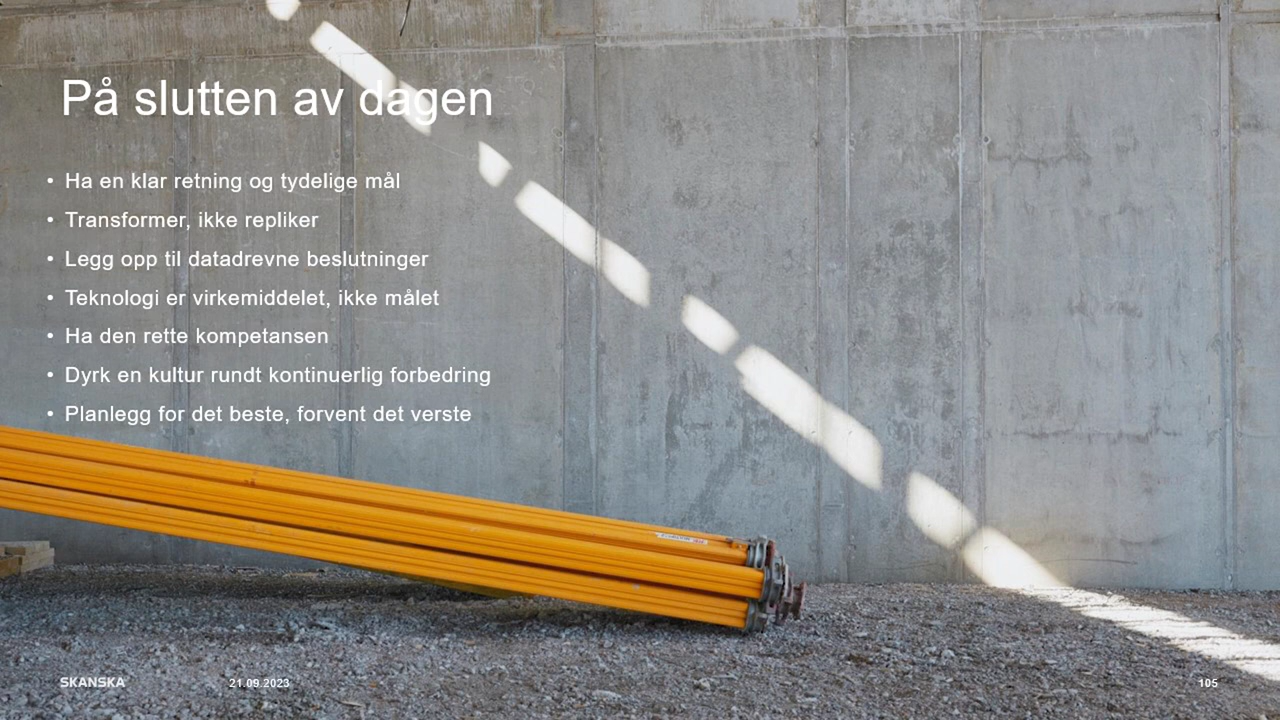 På slutten av dagen
• Ha en klar retning og tydelige mål
• Transformer, ikke repliker
• Legg opp til datadrevne beslutninger
• Teknologi er virkemiddelet, ikke målet
• Ha den rette kompetansen
• Dyrk en kultur rundt kontinuerlig forbedring
• Planlegg for det beste, forvent det verste
SKANSKA 21.09.2023 105